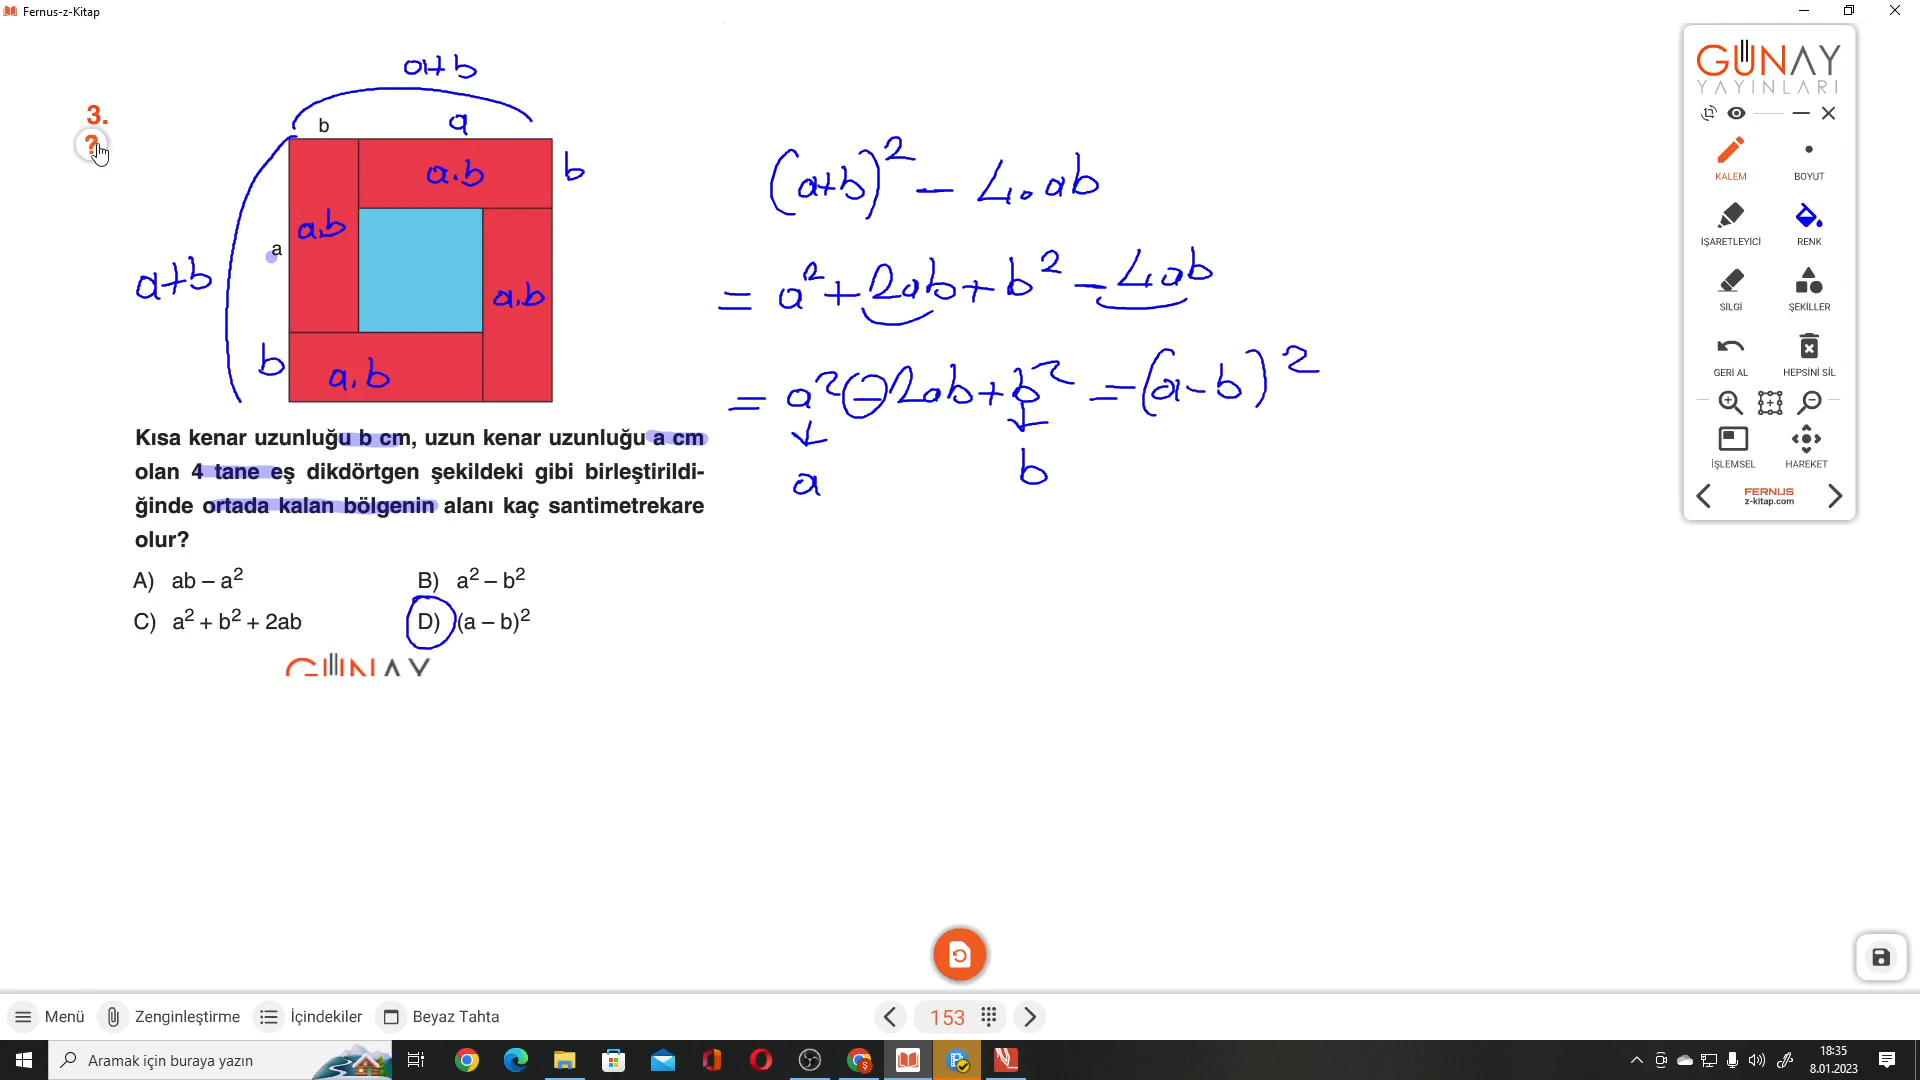 Fernus-z-Kitap
a+b
3.
?
b
a
a.b
b
a.b
a
a+b
a.b
b
a.b
(a+b)² – 4.ab
= a² + 2ab + b² – 4ab
= a² – 2ab + b² = (a – b)²
a
b
Kısa kenar uzunluğu b cm, uzun kenar uzunluğu a cm
olan 4 tane eş dikdörtgen şekildeki gibi birleştirildi-
ğinde ortada kalan bölgenin alanı kaç santimetrekare
olur?
A) ab – a²
B) a² – b²
C) a² + b² + 2ab
D) (a – b)²
GÜNAY
GÜNAY
YAYINLARI
KALEM
BOYUT
İŞARETLEYİCİ
RENK
SİLGİ
ŞEKİLLER
GERİ AL
HEPSİNİ SİL
İŞLEMSEL
HAREKET
FERNUS
z-kitap.com
Menü
Zenginleştirme
İçindekiler
Beyaz Tahta
153
Aramak için buraya yazın
18:35
8.01.2023